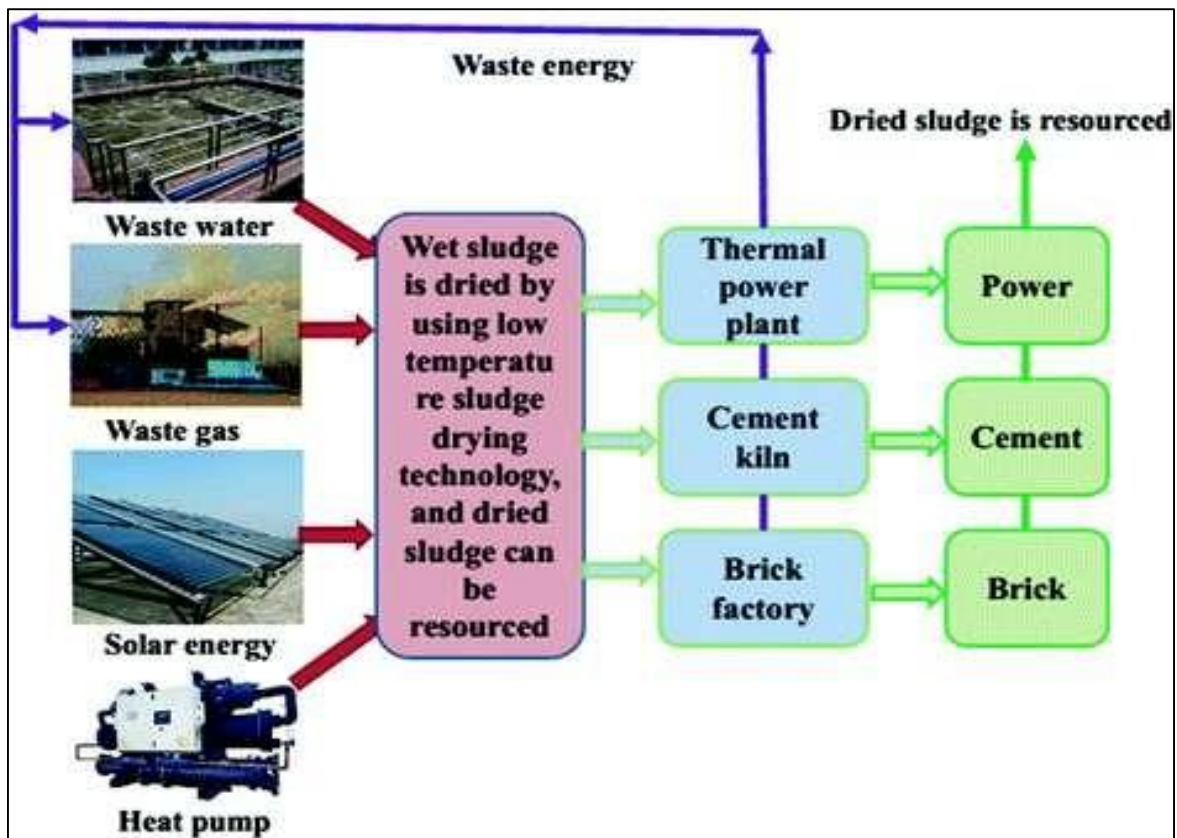 Waste energy
Dried sludge is resourced
Waste water
Waste gas
Solar energy
Heat pump
Wet sludge
is dried by
using low
temperatu
re sludge
drying
technology,
and dried
sludge can
be
resourced
Thermal
power
plant
Power
Cement
kiln
Cement
Brick
factory
Brick